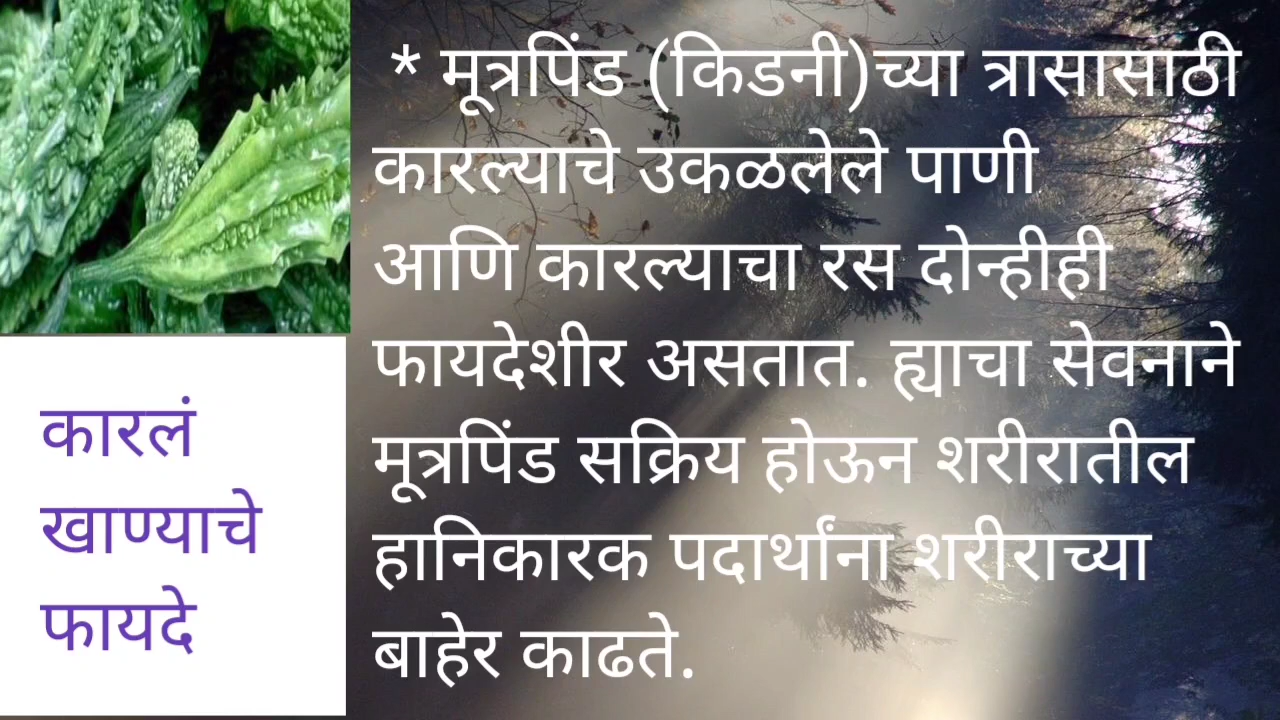 * मूत्रपिंड (किडनी)च्या त्रासासाठी
कारल्याचे उकळलेले पाणी
आणि कारल्याचा रस दोन्हीही
फायदेशीर असतात. ह्याचा सेवनाने
मूत्रपिंड सक्रिय होऊन शरीरातील
हानिकारक पदार्थांना शरीराच्या
बाहेर काढते.
कारलं
खाण्याचे
फायदे